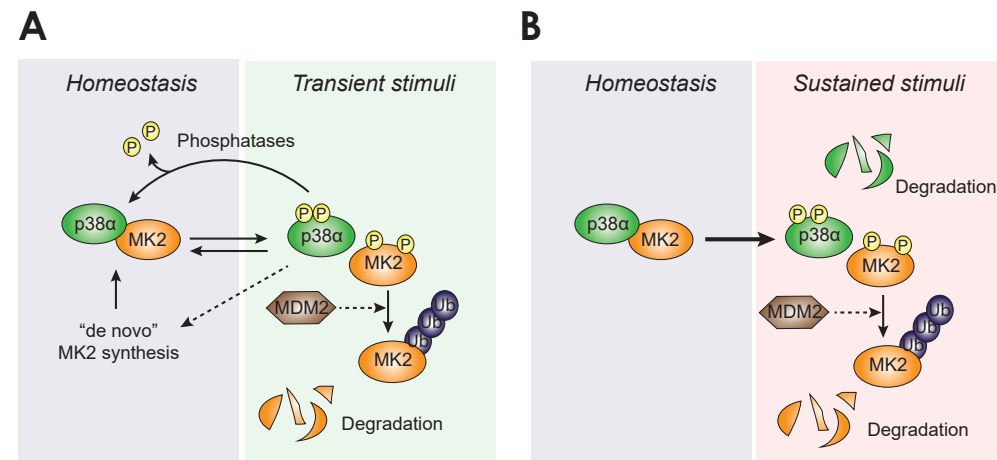 A
Homeostasis
Transient stimuli
P
P
Phosphatases
P P
p38α
MK2
p38α
P P
MK2
MDM2
Ub
Ub
Ub
"de novo"
MK2 synthesis
MK2
Degradation
B
Homeostasis
Sustained stimuli
Degradation
P P
p38α
MK2
p38α
P P
MK2
MDM2
Ub
Ub
Ub
MK2
Degradation